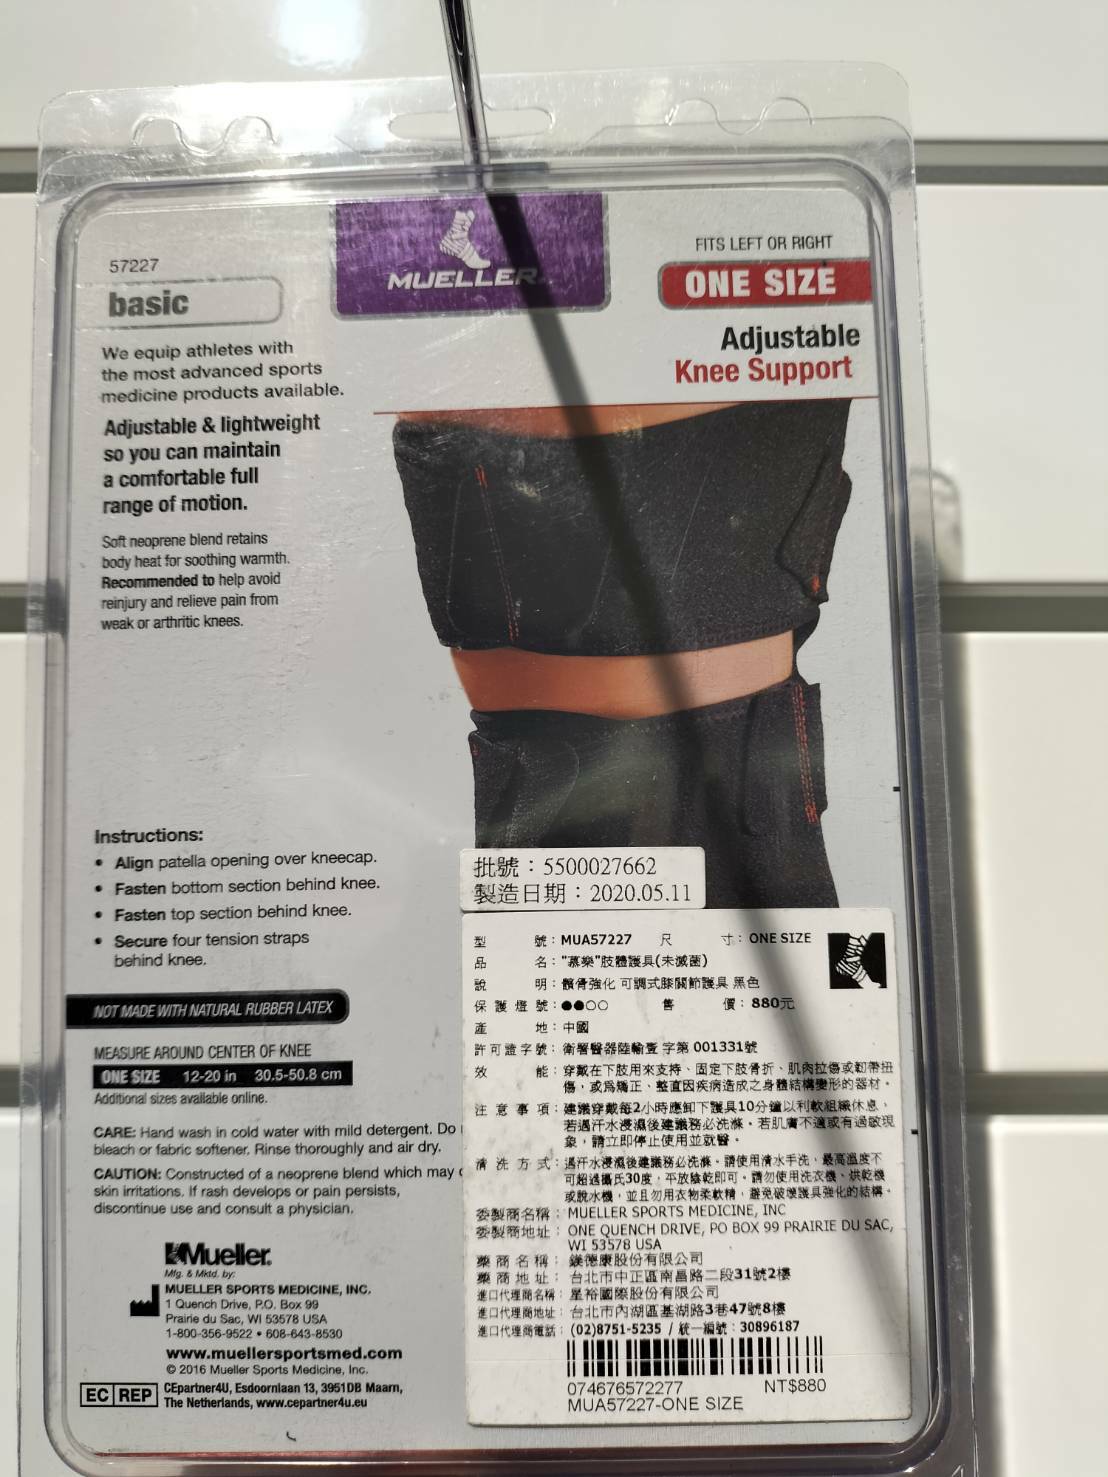 57227
basic
MUELLER
FITS LEFT OR RIGHT
ONE SIZE
Adjustable
Knee Support
We equip athletes with
the most advanced sports
medicine products available.
Adjustable & lightweight
so you can maintain
a comfortable full
range of motion.
Soft neoprene blend retains
body heat for soothing warmth.
Recommended to help avoid
reinjury and relieve pain from
weak or arthritic knees.
Instructions:
• Align patella opening over kneecap.
• Fasten bottom section behind knee.
• Fasten top section behind knee.
• Secure four tension straps
behind knee.
NOT MADE WITH NATURAL RUBBER LATEX
MEASURE AROUND CENTER OF KNEE
ONE SIZE 12-20 in 30.5-50.8 cm
Additional sizes available online.
CARE: Hand wash in cold water with mild detergent. Do
bleach or fabric softener. Rinse thoroughly and air dry.
CAUTION: Constructed of a neoprene blend which may
skin irritations. If rash develops or pain persists,
discontinue use and consult a physician.
Mueller
Mfg. & Mktd. by:
MUELLER SPORTS MEDICINE, INC.
1 Quench Drive, P.O. Box 99
Prairie du Sac, WI 53578 USA
1-800-356-9522 • 608-643-8530
www.muellersportsmed.com
© 2016 Mueller Sports Medicine, Inc.
EC REP CEpartner4U, Esdoornlaan 13, 3951DB Maarn,
The Netherlands, www.cepartner4u.eu
批號：5500027662
製造日期：2020.05.11
型號：MUA57227 尺寸：ONE SIZE
品名："慕樂"肢體護具(未滅菌)
說明：髕骨強化 可調式膝關節護具 黑色
保護燈號：●●○○ 售價：880元
產地：中國
許可證字號：衛署醫器陸輸壹字第 001331號
效能：穿戴在下肢用來支持、固定下肢骨折、肌肉拉傷或韌帶扭
傷，或為矯正、整直因疾病造成之身體結構變形的器材。
注意事項：建議穿戴每2小時應卸下護具10分鐘以利軟組織休息，
若遇汗水浸濕後建議務必洗滌。若肌膚不適或有過敏現
象，請立即停止使用並就醫。
清洗方式：遇汗水浸濕後建議務必洗滌。請使用清水手洗，最高溫度不
可超過攝氏30度，平放陰乾即可。請勿使用洗衣機、烘乾機
或脫水機，並且勿用衣物柔軟精，避免破壞護具強化的結構。
委製商名稱：MUELLER SPORTS MEDICINE, INC
委製商地址：ONE QUENCH DRIVE, PO BOX 99 PRAIRIE DU SAC,
WI 53578 USA
藥商名稱：鎂德康股份有限公司
藥商地址：台北市中正區南昌路二段31號2樓
進口代理商名稱：星裕國際股份有限公司
進口代理商地址：台北市內湖區基湖路3巷47號8樓
進口代理商電話：(02)8751-5235 / 統一編號：30896187
074676572277 NT$880
MUA57227-ONE SIZE